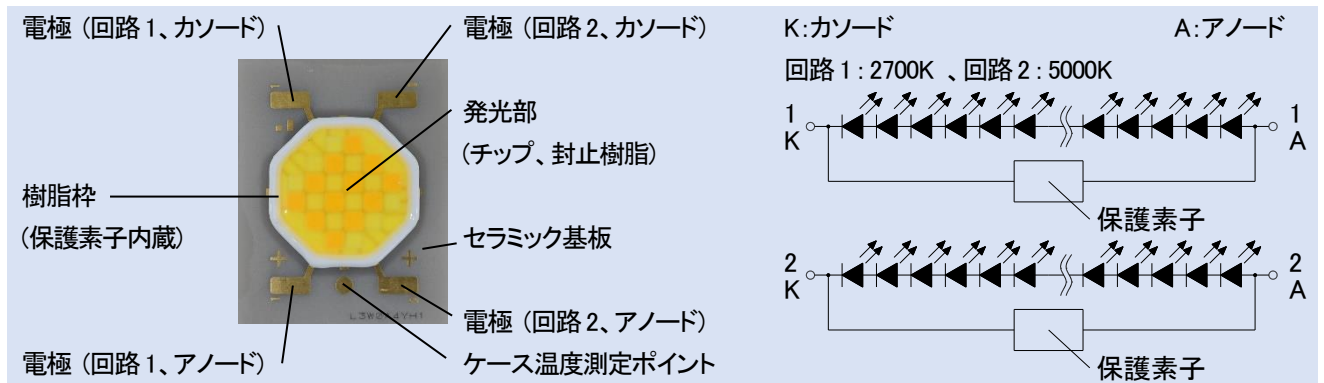 電極（回路1、カソード）
電極（回路2、カソード）
発光部
（チップ、封止樹脂）
樹脂枠
（保護素子内蔵）
セラミック基板
電極（回路2、アノード）
電極（回路1、アノード）
ケース温度測定ポイント
K:カソード
A:アノード
回路1:2700K 、回路2:5000K
1
K
1
A
保護素子
2
K
2
A
保護素子